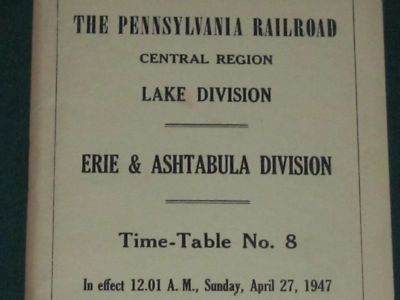 THE PENNSYLVANIA RAILROAD
CENTRAL REGION
LAKE DIVISION
ERIE & ASHTABULA DIVISION
Time-Table No. 8
In effect 12.01 A. M., Sunday, April 27, 1947